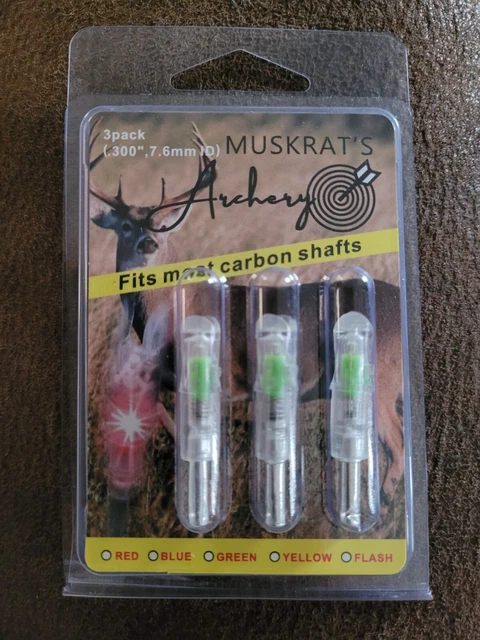 3pack
(.300",7.6mm ID)
MUSKRAT'S
Archery
Fits most carbon shafts
RED BLUE GREEN YELLOW FLASH